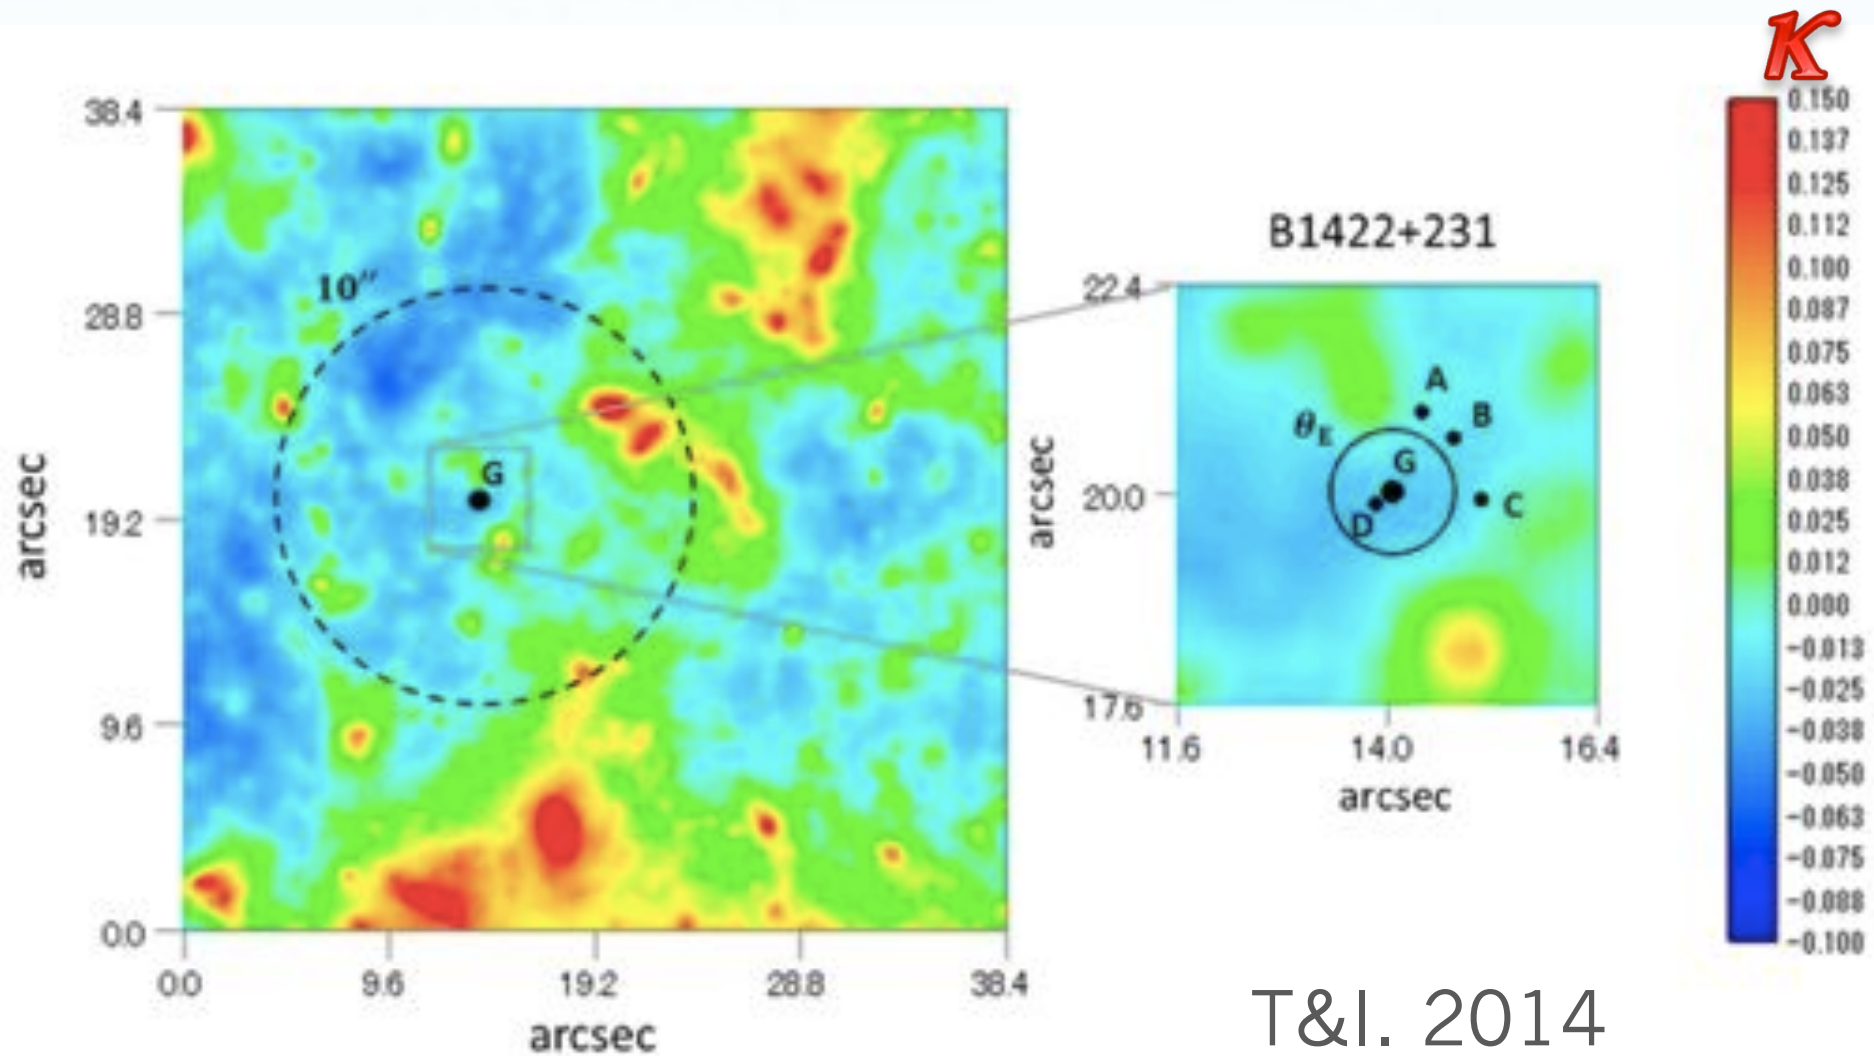 κ
38.4
28.8
19.2
9.6
0.0
0.0
9.6
19.2
28.8
38.4
arcsec
arcsec
10″
G
B1422+231
22.4
20.0
17.6
11.6
14.0
16.4
arcsec
arcsec
A
B
θE
G
C
D
0.150
0.137
0.125
0.112
0.100
0.087
0.075
0.063
0.050
0.038
0.025
0.012
0.000
-0.013
-0.025
-0.038
-0.050
-0.063
-0.075
-0.088
-0.100
T&I. 2014